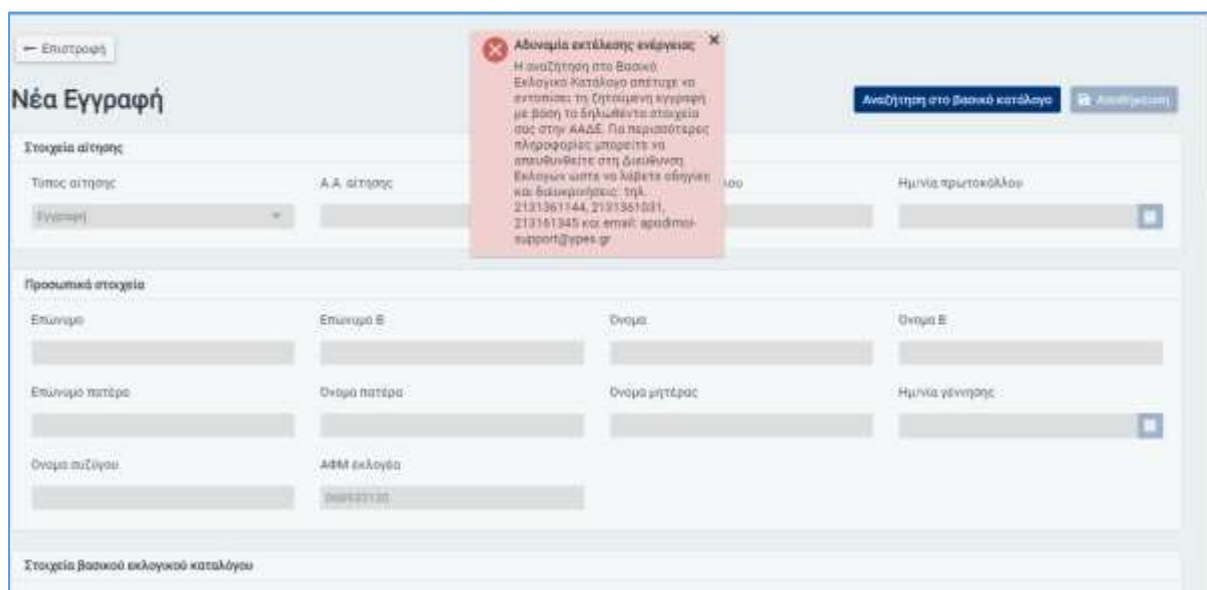 ← Επιστροφή
Αδυναμία εκτέλεσης ενέργειας
Η αναζήτηση στο Βασικό
Εκλογικό Κατάλογο απέτυχε να
εντοπίσει τη ζητούμενη εγγραφή
με βάση τα δηλωθέντα στοιχεία
σας στην ΑΑΔΕ. Για περισσότερες
πληροφορίες μπορείτε να
απευθυνθείτε στη Διεύθυνση
Εκλογών ώστε να λάβετε οδηγίες
και διευκρινήσεις: τηλ.
2131361144, 2131361031,
213161345 και email: apodimoi-
support@ypes.gr
Νέα Εγγραφή
Αναζήτηση στο βασικό κατάλογο
Αποθήκευση
Στοιχεία αίτησης
Τύπος αίτησης
Α.Α. αίτησης
Ημ/νία πρωτοκόλλου
Εγγραφή
Προσωπικά στοιχεία
Επώνυμο
Επώνυμο Β
Όνομα
Όνομα Β
Επώνυμο πατέρα
Όνομα πατέρα
Όνομα μητέρας
Ημ/νία γέννησης
Όνομα συζύγου
ΑΦΜ εκλογέα
Στοιχεία βασικού εκλογικού καταλόγου